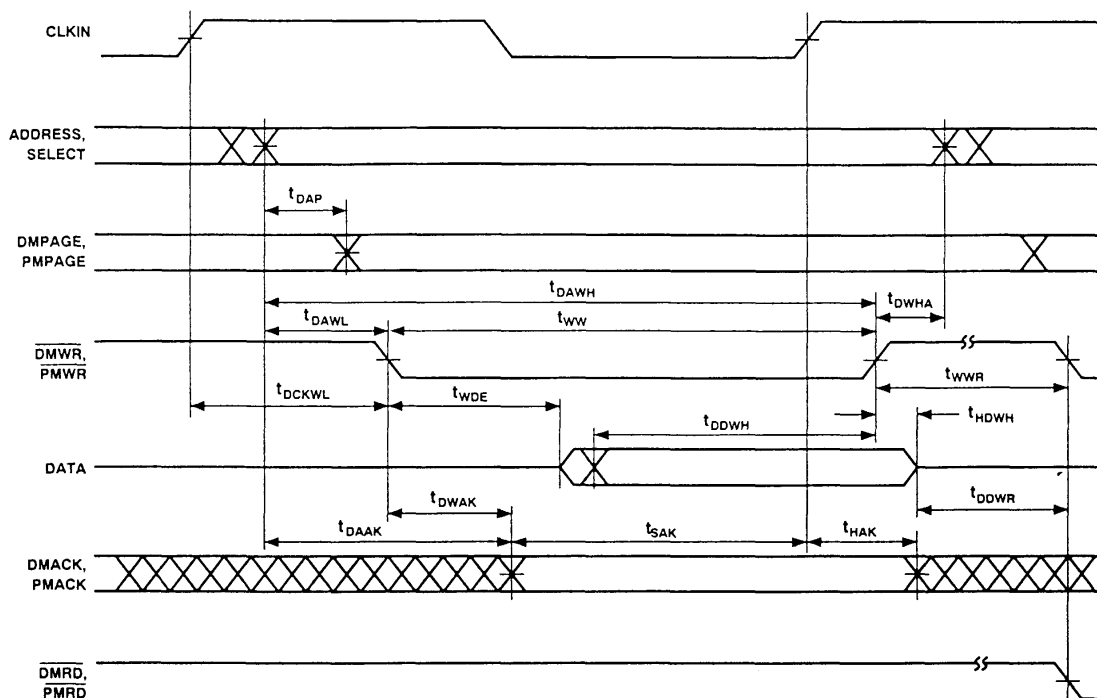 CLKIN
ADDRESS,
SELECT
tDAP
DMPAGE,
PMPAGE
tDAWH
tDWHA
tDAWL
tWW
DMWR,
PMWR
tWWR
tDCKWL
tWDE
tHDWH
tDDWH
DATA
tDDWR
tDWAK
tDAAK
tSAK
tHAK
DMACK,
PMACK
DMRD,
PMRD